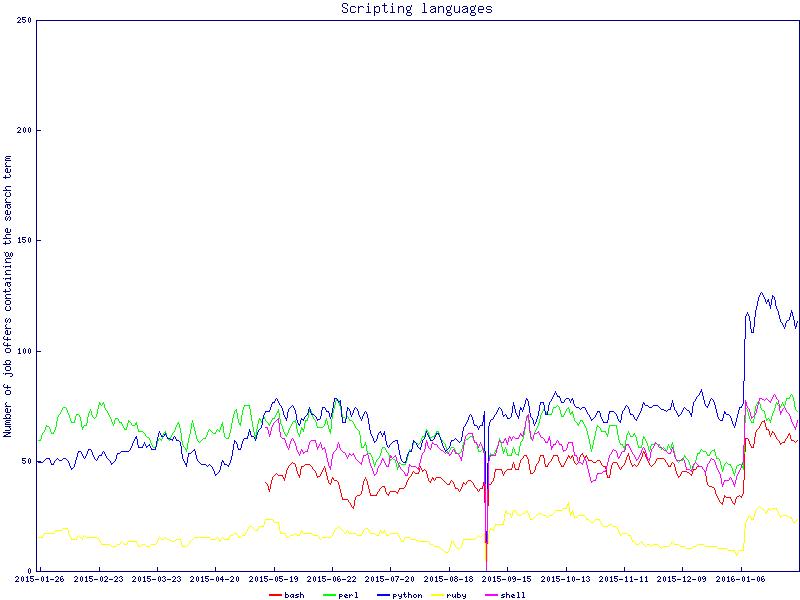 Scripting languages
Number of job offers containing the search term
250
200
150
100
50
0
2015-01-26 2015-02-23 2015-03-23 2015-04-20 2015-05-19 2015-06-22 2015-07-20 2015-08-18 2015-09-15 2015-10-13 2015-11-11 2015-12-09 2016-01-06
bash perl python ruby shell